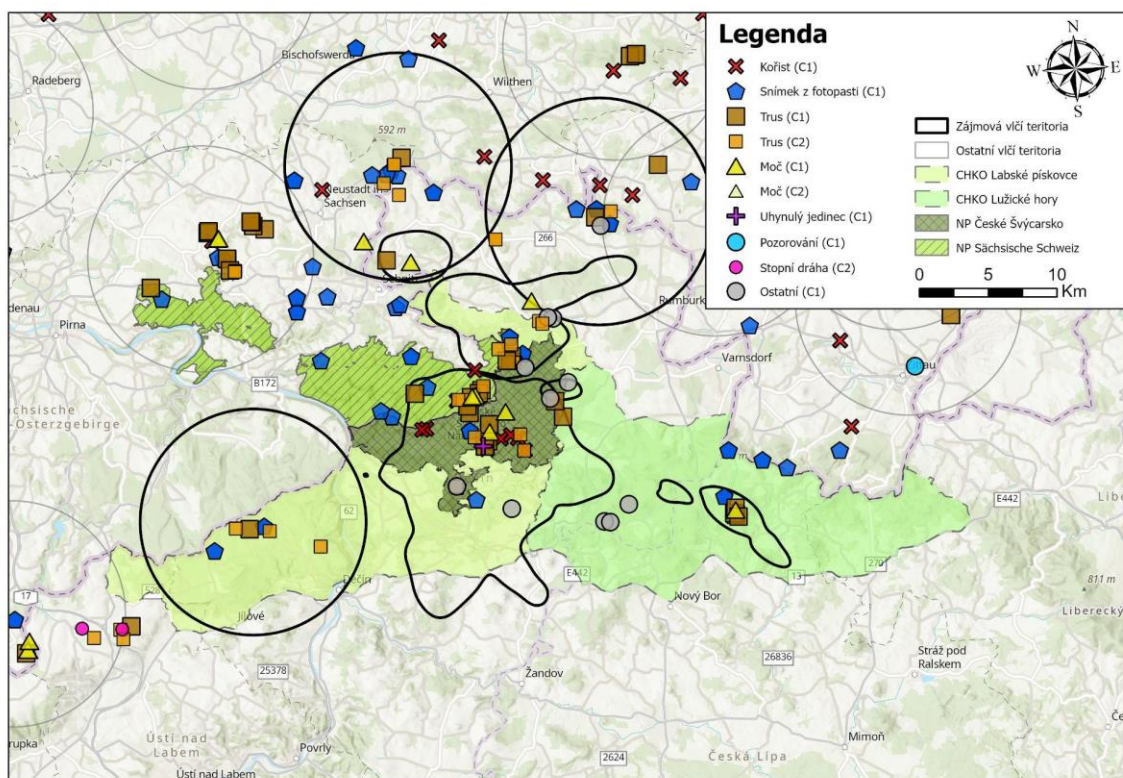 Legenda
Kořist (C1)
Snímek z fotopasti (C1)
Trus (C1)
Trus (C2)
Moč (C1)
Moč (C2)
Uhynulý jedinec (C1)
Pozorování (C1)
Stopní dráha (C2)
Ostatní (C1)
Zájmová vlčí teritoria
Ostatní vlčí teritoria
CHKO Labské pískovce
CHKO Lužické hory
NP České Švýcarsko
NP Sächsische Schweiz
0 5 10
Km
N
W E
S
Bischofswerda
Radeberg
Wilthen
592 m
Neustadt in
Sachsen
266
Rumburk
Pirna
Varnsdorf
B172
62
E442
E442
Děčín
13
270
17
Jílové
Nový Bor
811 m
Liberecký
25378
26836
Stráž pod
Ralskem
Žandov
Ústí nad
Labem
Povrly
Mimoň
2624
Česká Lípa
Ústí nad Labem